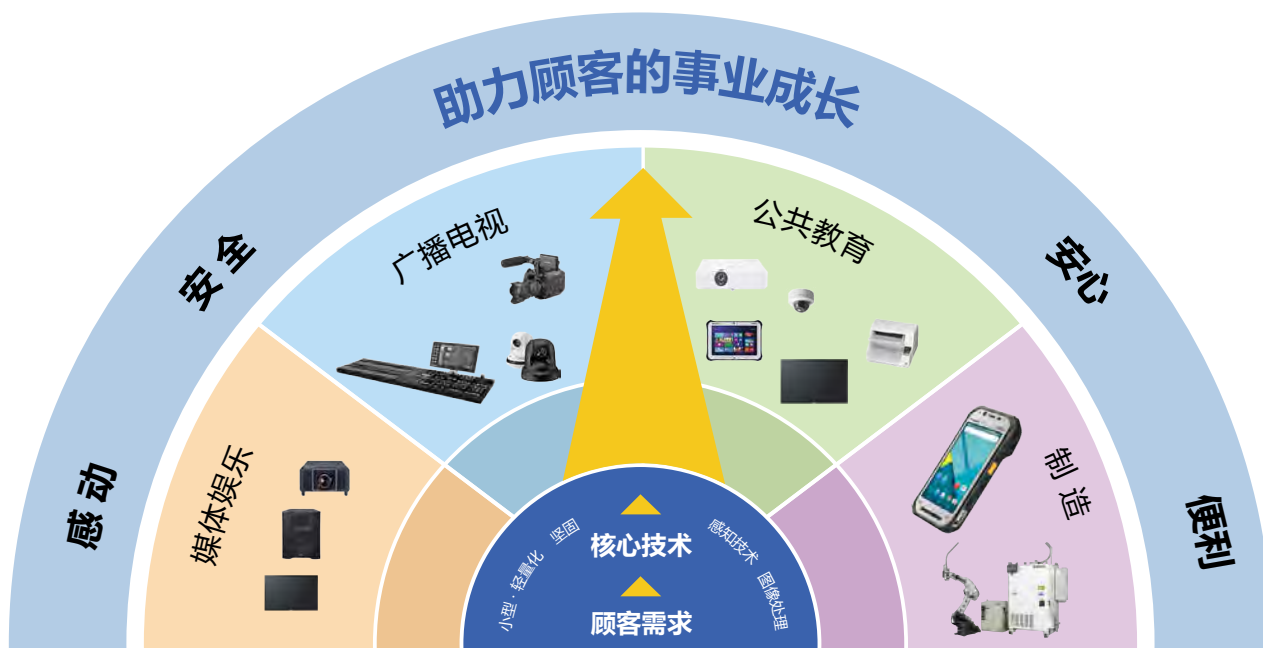 助力顾客的事业成长
感动
安全
安心
便利
媒体娱乐
广播电视
公共教育
制造
小型·轻量化
坚固
核心技术
感知技术
图像处理
顾客需求